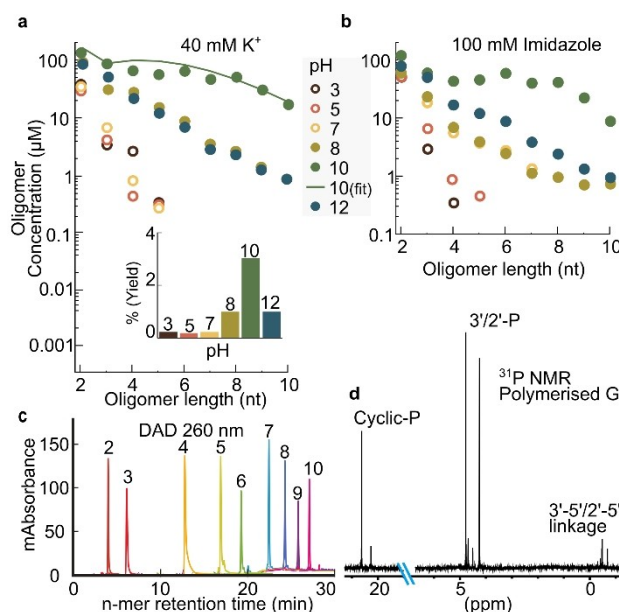 a
40 mM K⁺
100
10
1
0.1
0.01
0.001
Oligomer
Concentration (µM)
2 4 6 8 10
Oligomer length (nt)
4
2
0
% (Yield)
3 5 7 8 10 12
pH
pH
3
5
7
8
10
10(fit)
12
b
100 mM Imidazole
100
10
1
0.1
2 4 6 8 10
Oligomer length (nt)
c
DAD 260 nm
150
100
50
0
mAbsorbance
2 3 4 5 6 7 8 9 10
0 10 20 30
n-mer retention time (min)
d
3'/2'-P
³¹P NMR
Polymerised G
Cyclic-P
3'-5'/2'-5'
linkage
20 5 0
(ppm)